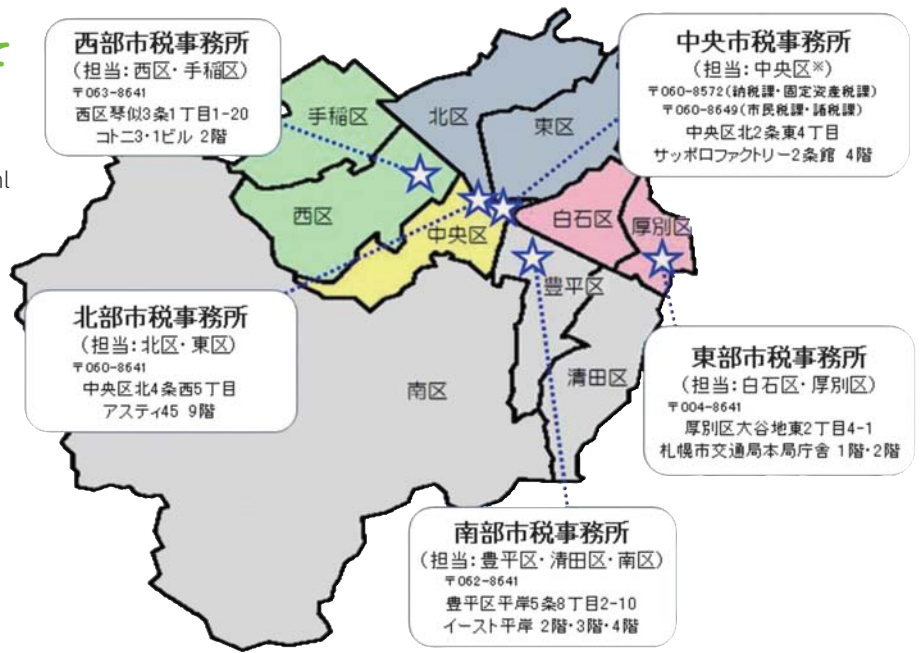 西部市税事務所
(担当:西区・手稲区)
〒063-8641
西区琴似3条1丁目1-20
コトニ3・1ビル 2階
中央市税事務所
(担当:中央区※)
〒060-8572(納税課・固定資産税課)
〒060-8649(市民税課・諸税課)
中央区北2条東4丁目
サッポロファクトリー2条館 4階
手稲区
北区
東区
西区
中央区
白石区
厚別区
豊平区
清田区
南区
北部市税事務所
(担当:北区・東区)
〒060-8641
中央区北4条西5丁目
アスティ45 9階
東部市税事務所
(担当:白石区・厚別区)
〒004-8641
厚別区大谷地東2丁目4-1
札幌市交通局本局庁舎 1階・2階
南部市税事務所
(担当:豊平区・清田区・南区)
〒062-8641
豊平区平岸5条8丁目2-10
イースト平岸 2階・3階・4階